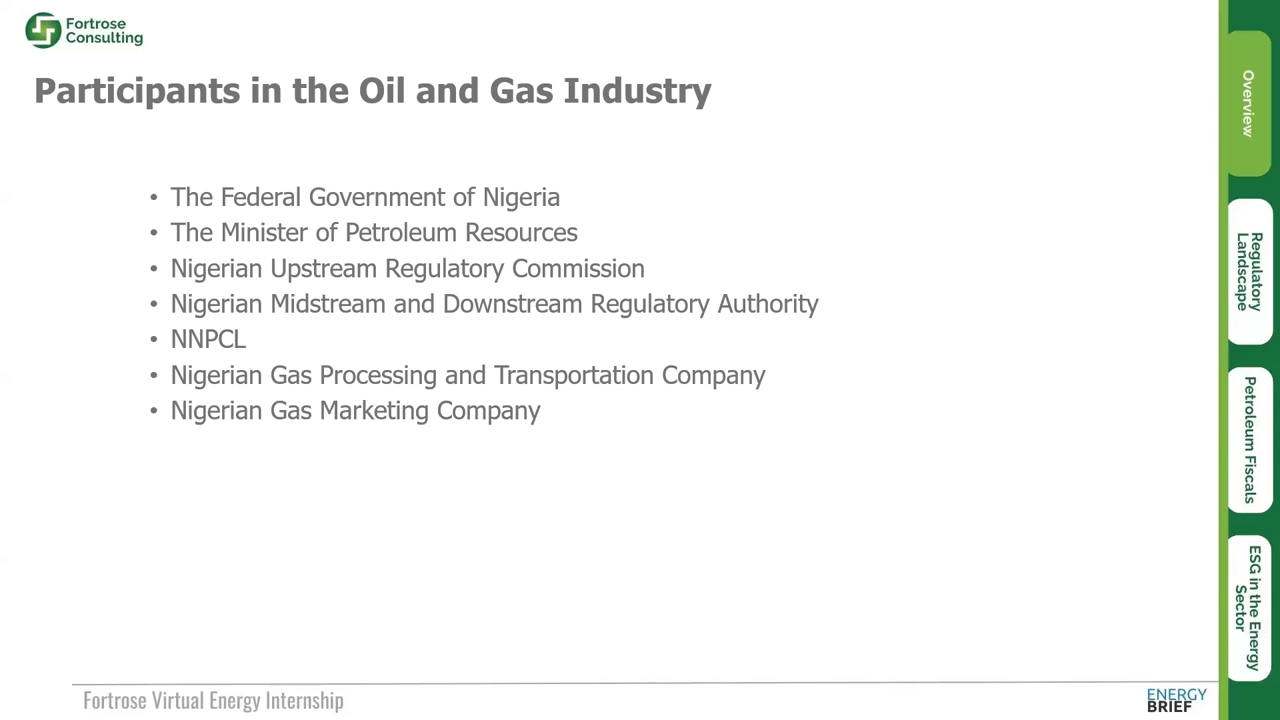 Fortrose
Consulting
Participants in the Oil and Gas Industry
• The Federal Government of Nigeria
• The Minister of Petroleum Resources
• Nigerian Upstream Regulatory Commission
• Nigerian Midstream and Downstream Regulatory Authority
• NNPCL
• Nigerian Gas Processing and Transportation Company
• Nigerian Gas Marketing Company
Overview
Regulatory
Landscape
Petroleum Fiscals
ESG in the Energy
Sector
Fortrose Virtual Energy Internship
ENERGY
BRIEF